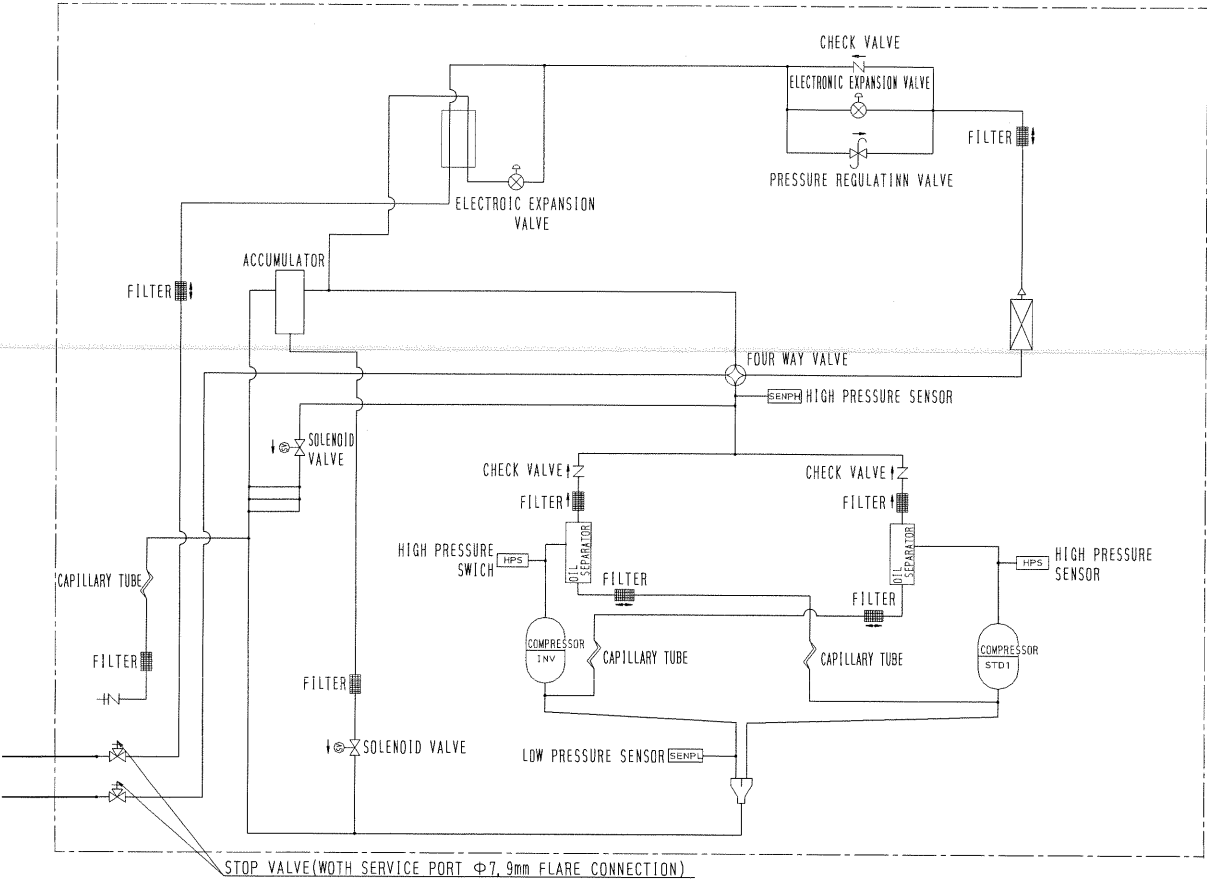 CHECK VALVE
ELECTRONIC EXPANSION VALVE
FILTER
PRESSURE REGULATINN VALVE
ELECTROIC EXPANSION
VALVE
ACCUMULATOR
FILTER
FOUR WAY VALVE
SENPH HIGH PRESSURE SENSOR
SOLENOID
VALVE
CHECK VALVE
CHECK VALVE
FILTER
FILTER
OIL
SEPARATOR
OIL
SEPARATOR
HIGH PRESSURE
SWICH
HPS
HPS
HIGH PRESSURE
SENSOR
CAPILLARY TUBE
FILTER
FILTER
COMPRESSOR
INV
CAPILLARY TUBE
CAPILLARY TUBE
COMPRESSOR
STD1
FILTER
FILTER
SOLENOID VALVE
LOW PRESSURE SENSOR SENPL
STOP VALVE(WOTH SERVICE PORT Φ7,9mm FLARE CONNECTION)